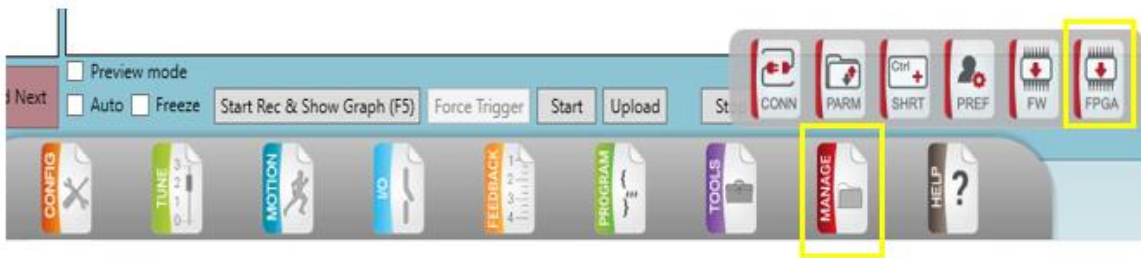 Preview mode
d Next
Auto Freeze Start Rec & Show Graph (F5) Force Trigger Start Upload
CONN PARM Ctrl SHRT PREF FW FPGA
CONFIG TUNE MOTION I/O FEEDBACK PROGRAM TOOLS MANAGE HELP